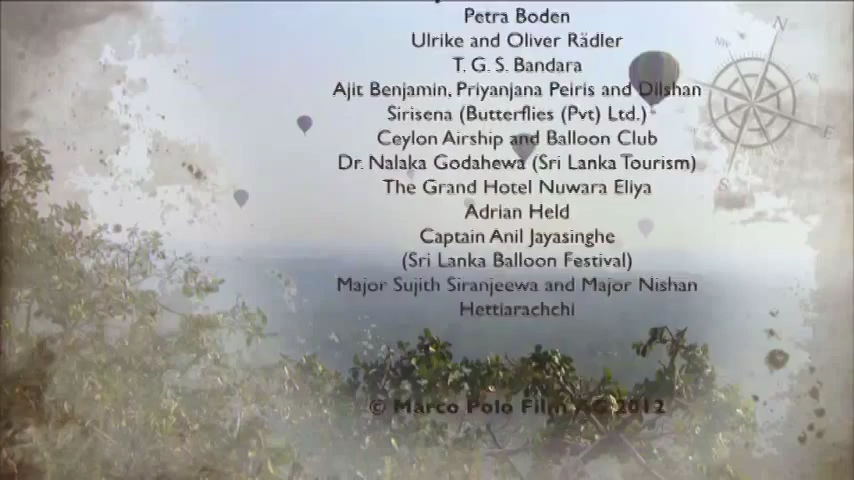 Petra Boden
Ulrike and Oliver Rädler
T. G. S. Bandara
Ajit Benjamin, Priyanjana Peiris and Dilshan
Sirisena (Butterflies (Pvt) Ltd.)
Ceylon Airship and Balloon Club
Dr. Nalaka Godahewa (Sri Lanka Tourism)
The Grand Hotel Nuwara Eliya
Adrian Held
Captain Anil Jayasinghe
(Sri Lanka Balloon Festival)
Major Sujith Siranjeewa and Major Nishan
Hettiarachchi
© Marco Polo Film AG 2012
N
NW
E
S